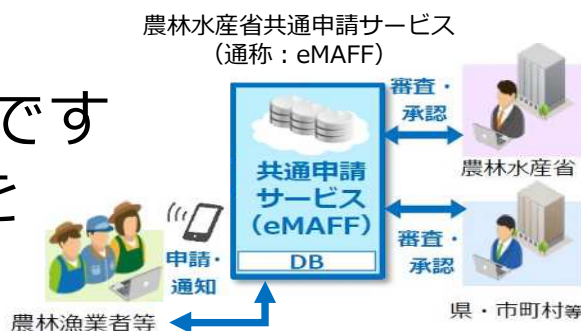 農林水産省共通申請サービス
（通称：eMAFF）
です
と
審査・
承認
農林水産省
共通申請
サービス
（eMAFF）
DB
申請・
通知
審査・
承認
農林漁業者等
県・市町村等